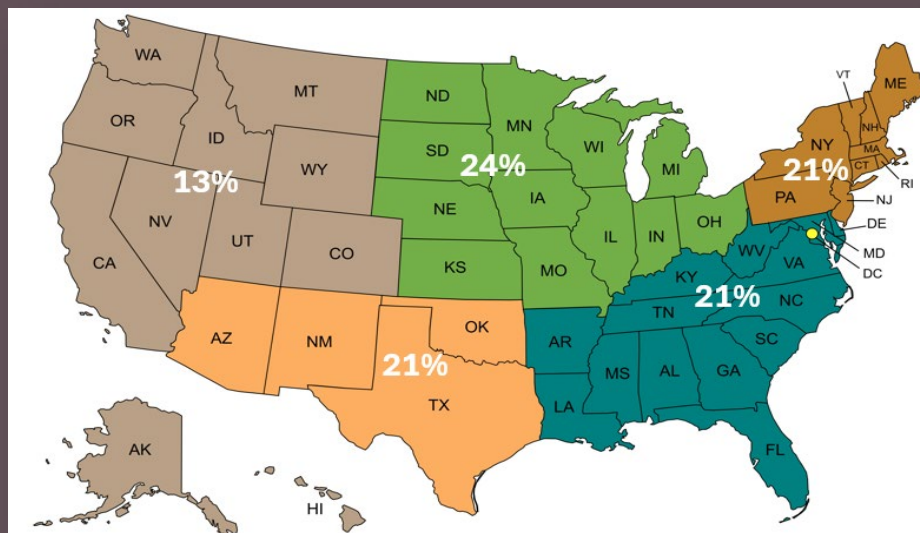 WA
MT
ND
MN
VT
ME
OR
ID
SD
WI
MI
NY
NH
MA
CT
RI
WY
24%
21%
13%
NE
IA
PA
NJ
NV
UT
CO
IL
IN
OH
DE
CA
KS
MO
WV
VA
MD
DC
KY
21%
NC
TN
AZ
NM
OK
AR
SC
21%
MS
AL
GA
TX
LA
FL
AK
HI